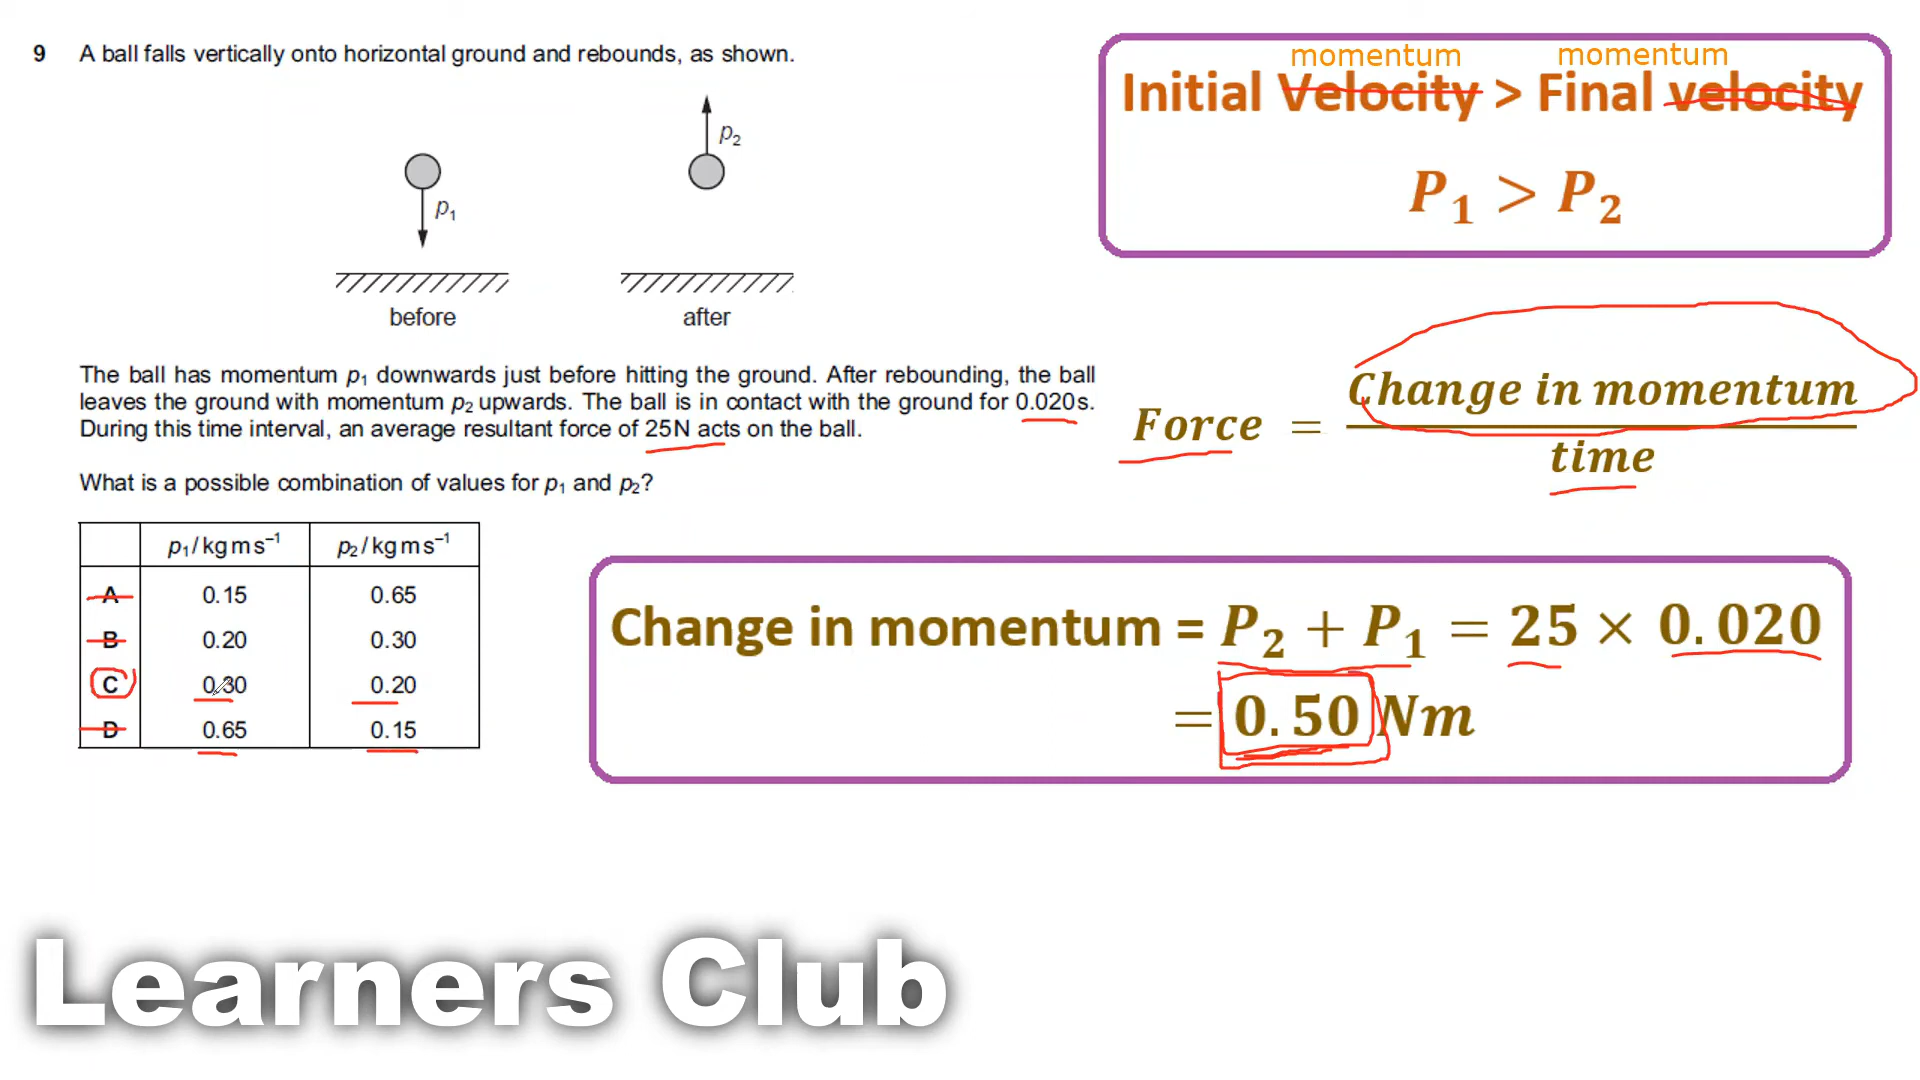 9 A ball falls vertically onto horizontal ground and rebounds, as shown.
p₂
p₁
before after
The ball has momentum p₁ downwards just before hitting the ground. After rebounding, the ball
leaves the ground with momentum p₂ upwards. The ball is in contact with the ground for 0.020s.
During this time interval, an average resultant force of 25N acts on the ball.
What is a possible combination of values for p₁ and p₂?
p₁/kgms⁻¹ p₂/kgms⁻¹
A 0.15 0.65
B 0.20 0.30
C 0.30 0.20
D 0.65 0.15
momentum momentum
Initial Velocity > Final velocity
P₁ > P₂
Force = Change in momentum
time
Change in momentum = P₂ + P₁ = 25 × 0.020
= 0.50 Nm
Learners Club